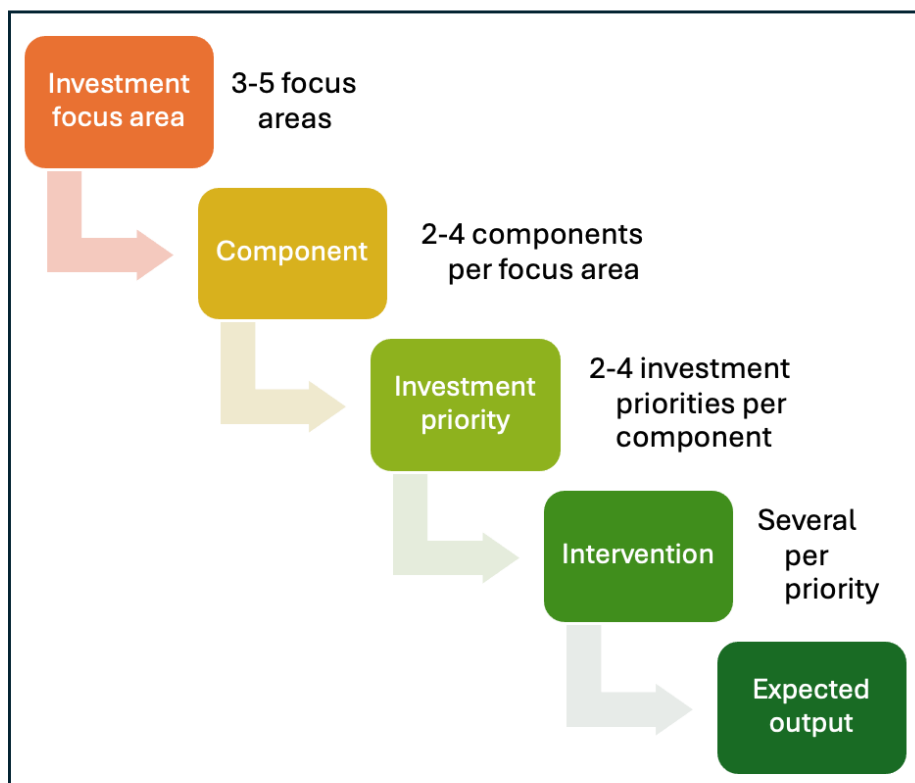 Investment
focus area
3-5 focus
areas
Component
2-4 components
per focus area
Investment
priority
2-4 investment
priorities per
component
Intervention
Several
per
priority
Expected
output